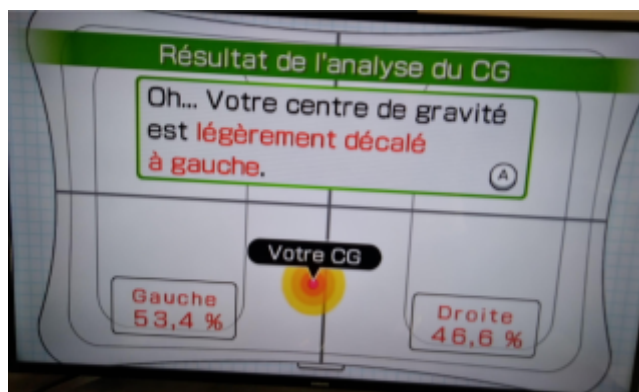 Résultat de l'analyse du CG
Oh... Votre centre de gravité
est légèrement décalé
à gauche.
A
Votre CG
Gauche
53,4 %
Droite
46,6 %